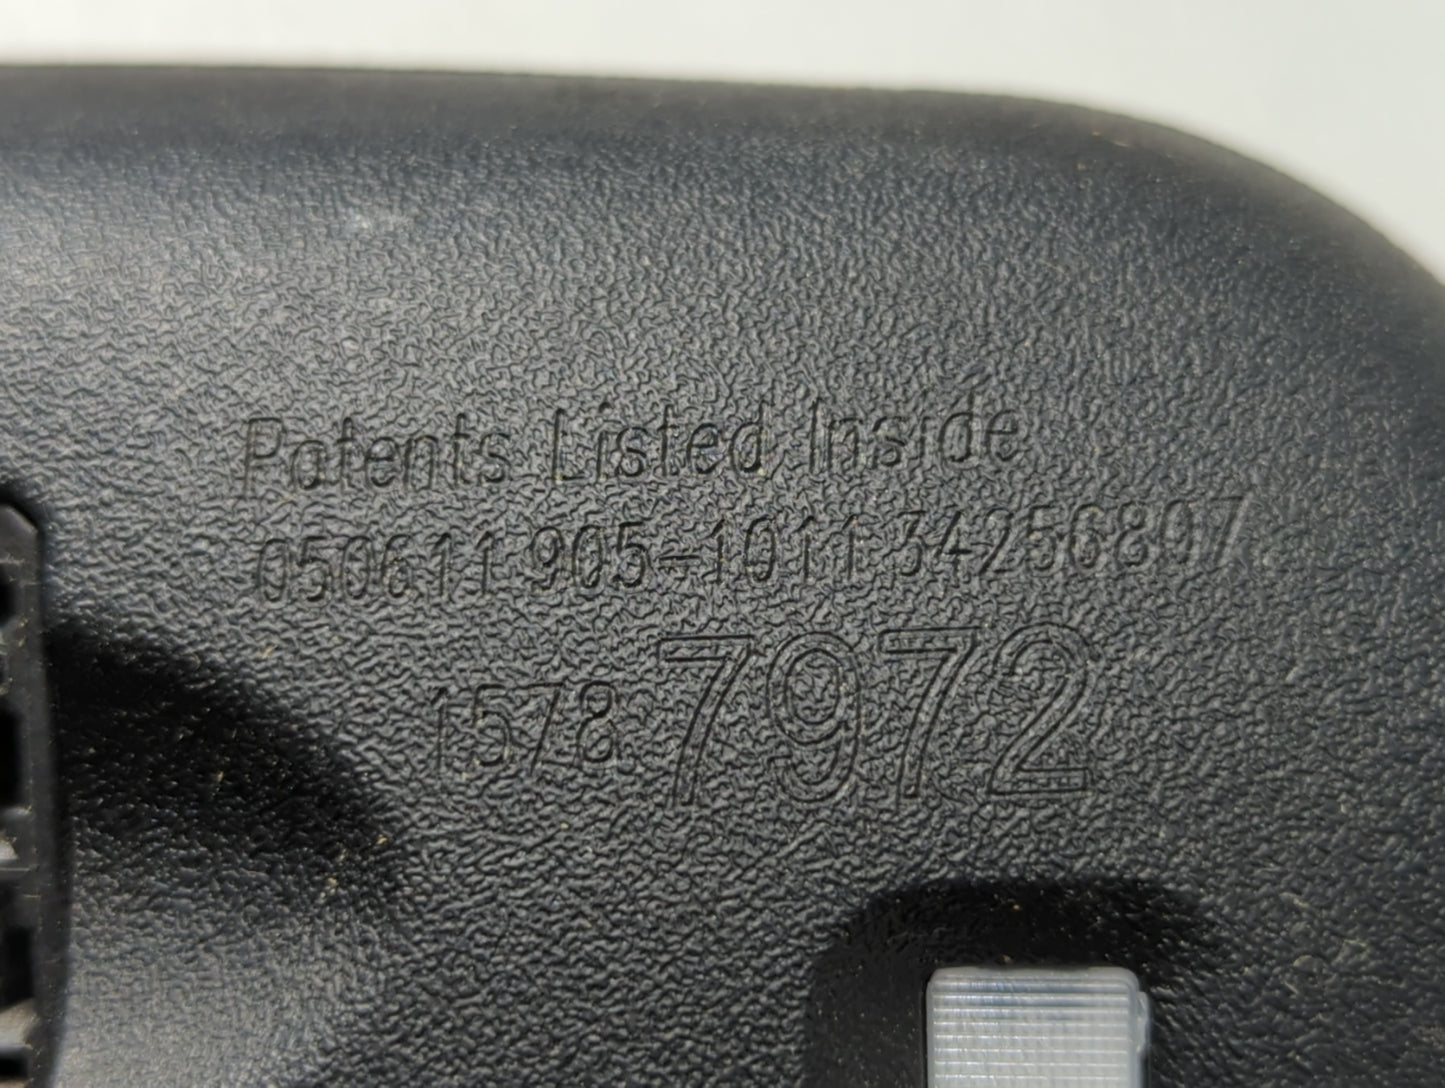 Patents Listed Inside
050611 905-1011 34256807
1578 7972